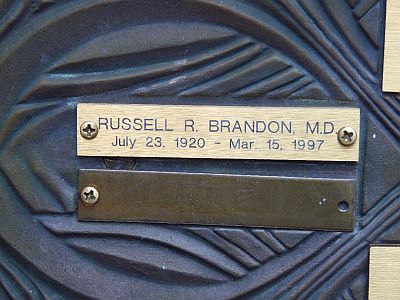 RUSSELL R. BRANDON, M.D.
July 23, 1920 - Mar. 15, 1997